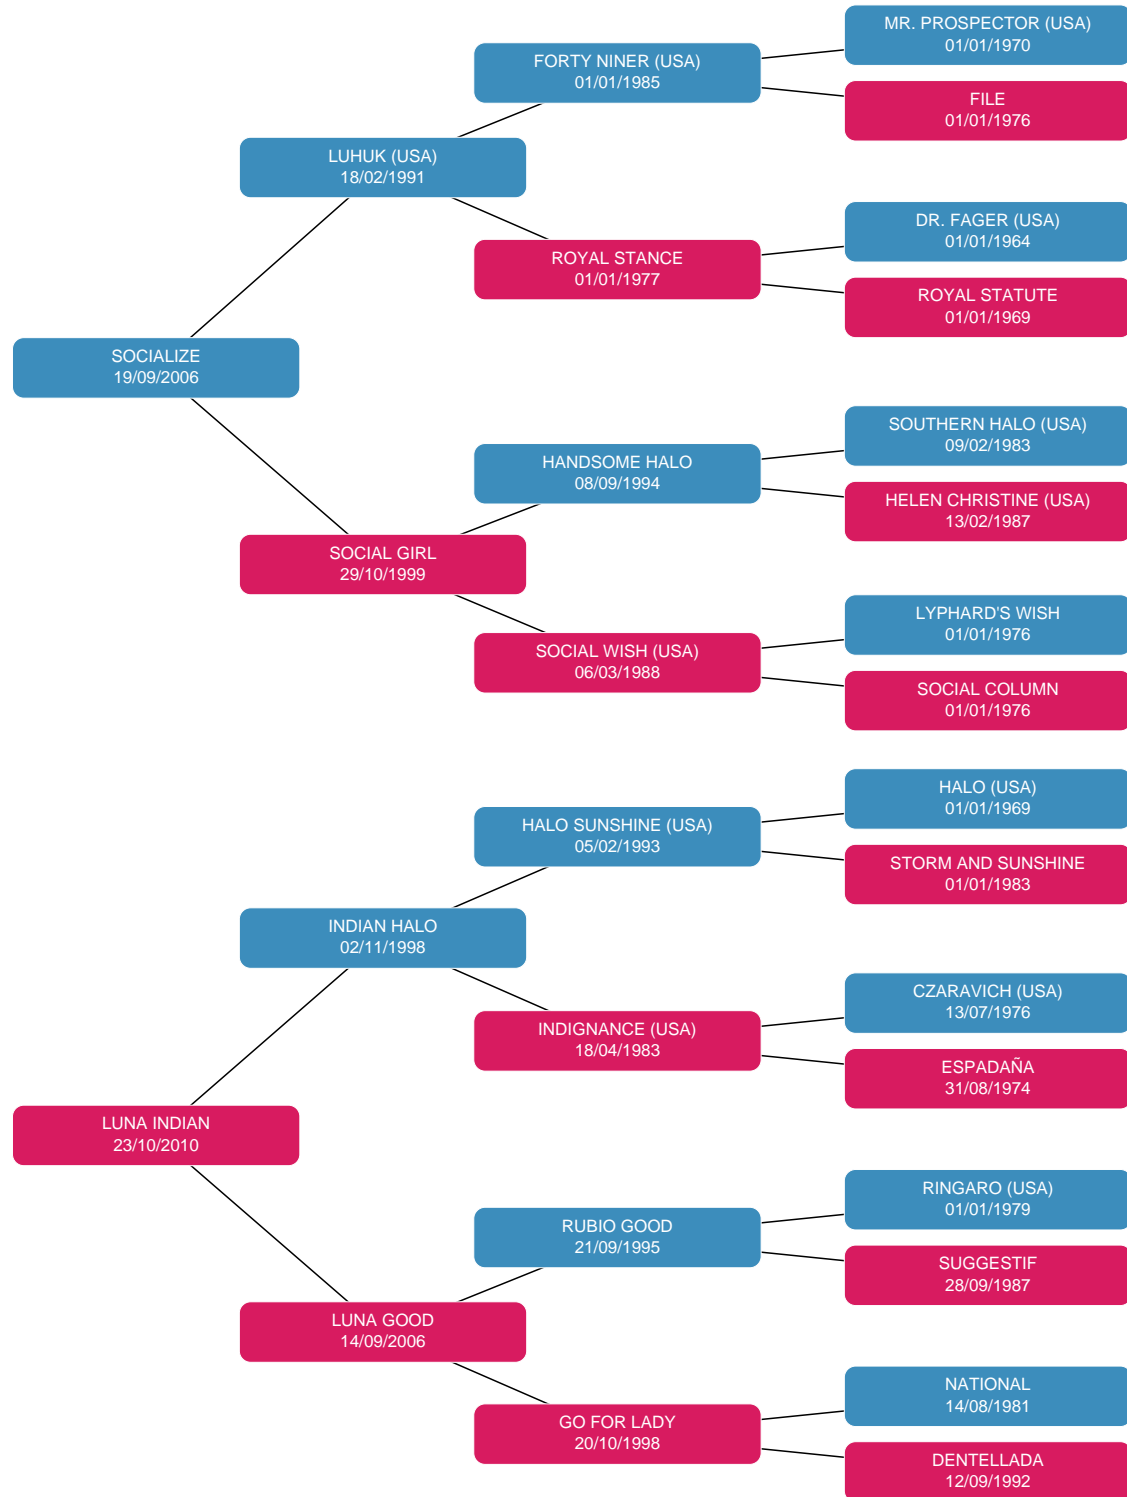 MR. PROSPECTOR (USA)
01/01/1970
FORTY NINER (USA)
01/01/1985
FILE
01/01/1976
LUHUK (USA)
18/02/1991
DR. FAGER (USA)
01/01/1964
ROYAL STANCE
01/01/1977
ROYAL STATUTE
01/01/1969
SOCIALIZE
19/09/2006
SOUTHERN HALO (USA)
09/02/1983
HANDSOME HALO
08/09/1994
HELEN CHRISTINE (USA)
13/02/1987
SOCIAL GIRL
29/10/1999
LYPHARD'S WISH
01/01/1976
SOCIAL WISH (USA)
06/03/1988
SOCIAL COLUMN
01/01/1976
HALO (USA)
01/01/1969
HALO SUNSHINE (USA)
05/02/1993
STORM AND SUNSHINE
01/01/1983
INDIAN HALO
02/11/1998
CZARAVICH (USA)
13/07/1976
INDIGNANCE (USA)
18/04/1983
ESPADAÑA
31/08/1974
LUNA INDIAN
23/10/2010
RINGARO (USA)
01/01/1979
RUBIO GOOD
21/09/1995
SUGGESTIF
28/09/1987
LUNA GOOD
14/09/2006
NATIONAL
14/08/1981
GO FOR LADY
20/10/1998
DENTELLADA
12/09/1992